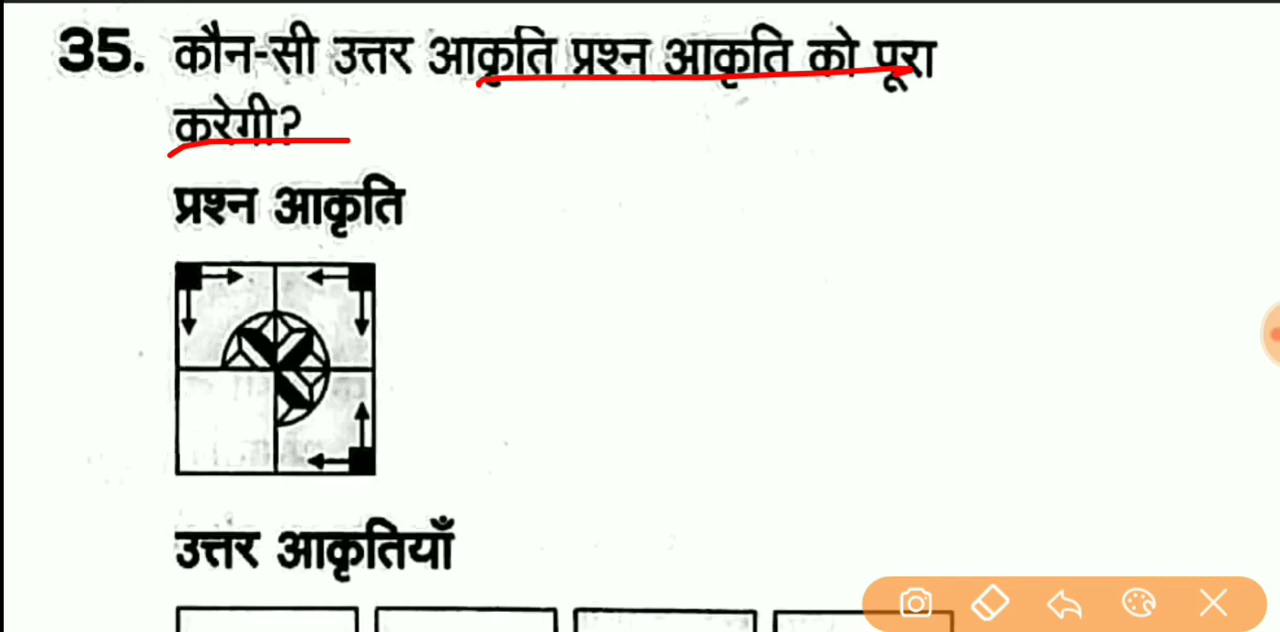 35. कौन-सी उत्तर आकृति प्रश्न आकृति को पूरा
करेगी?
प्रश्न आकृति
उत्तर आकृतियाँ